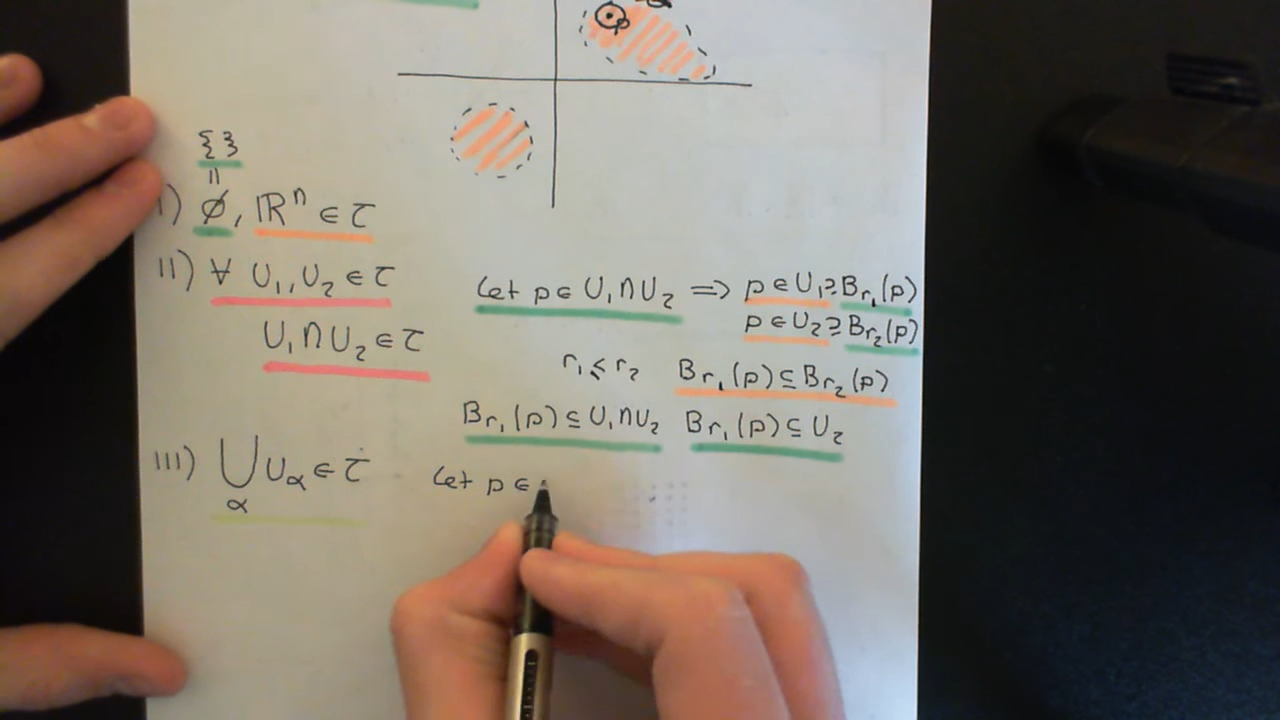 p
{ }
=
I) ∅, ℝⁿ ∈ τ
II) ∀ U₁, U₂ ∈ τ
U₁ ∩ U₂ ∈ τ
Let p ∈ U₁ ∩ U₂ ⇒ p ∈ U₁ ⊇ B_{r₁}(p)
p ∈ U₂ ⊇ B_{r₂}(p)
r₁ ≤ r₂ B_{r₁}(p) ⊆ B_{r₂}(p)
B_{r₁}(p) ⊆ U₁ ∩ U₂ B_{r₁}(p) ⊆ U₂
III) ⋃_α U_α ∈ τ
Let p ∈